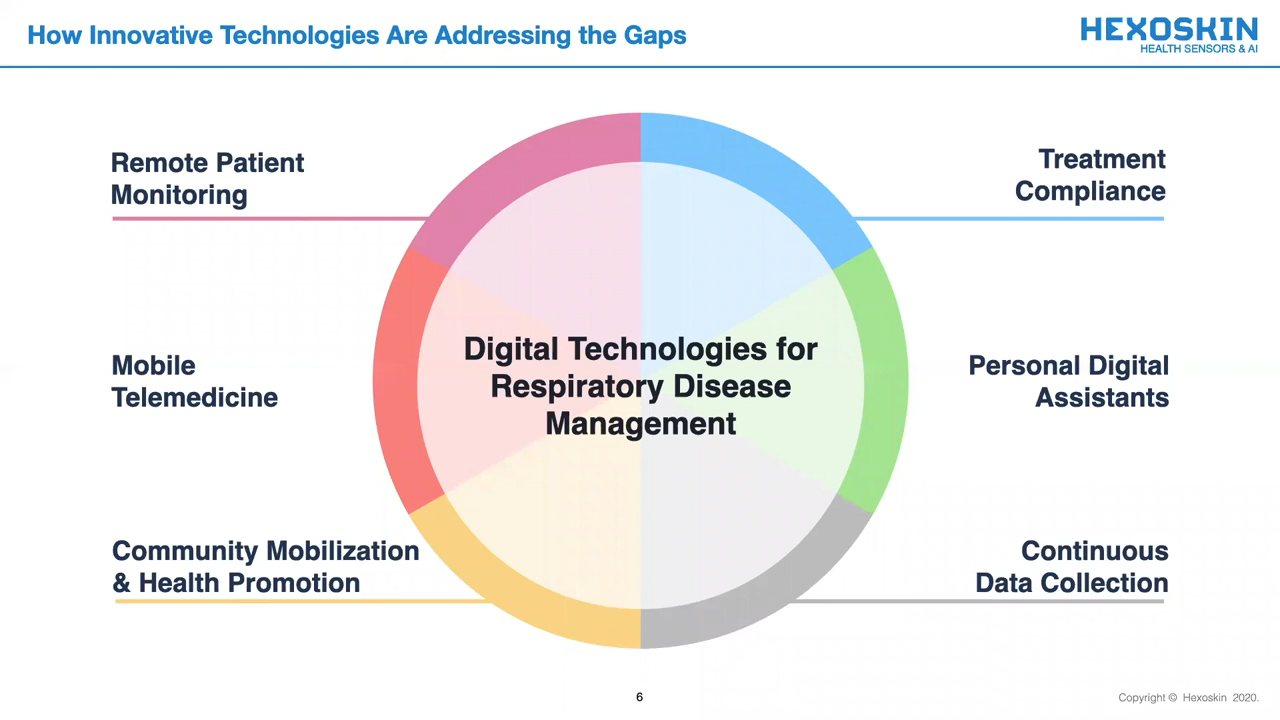 How Innovative Technologies Are Addressing the Gaps
HEXOSKIN
HEALTH SENSORS & AI
Remote Patient
Monitoring
Treatment
Compliance
Mobile
Telemedicine
Digital Technologies for
Respiratory Disease
Management
Personal Digital
Assistants
Community Mobilization
& Health Promotion
Continuous
Data Collection
6
Copyright © Hexoskin 2020.